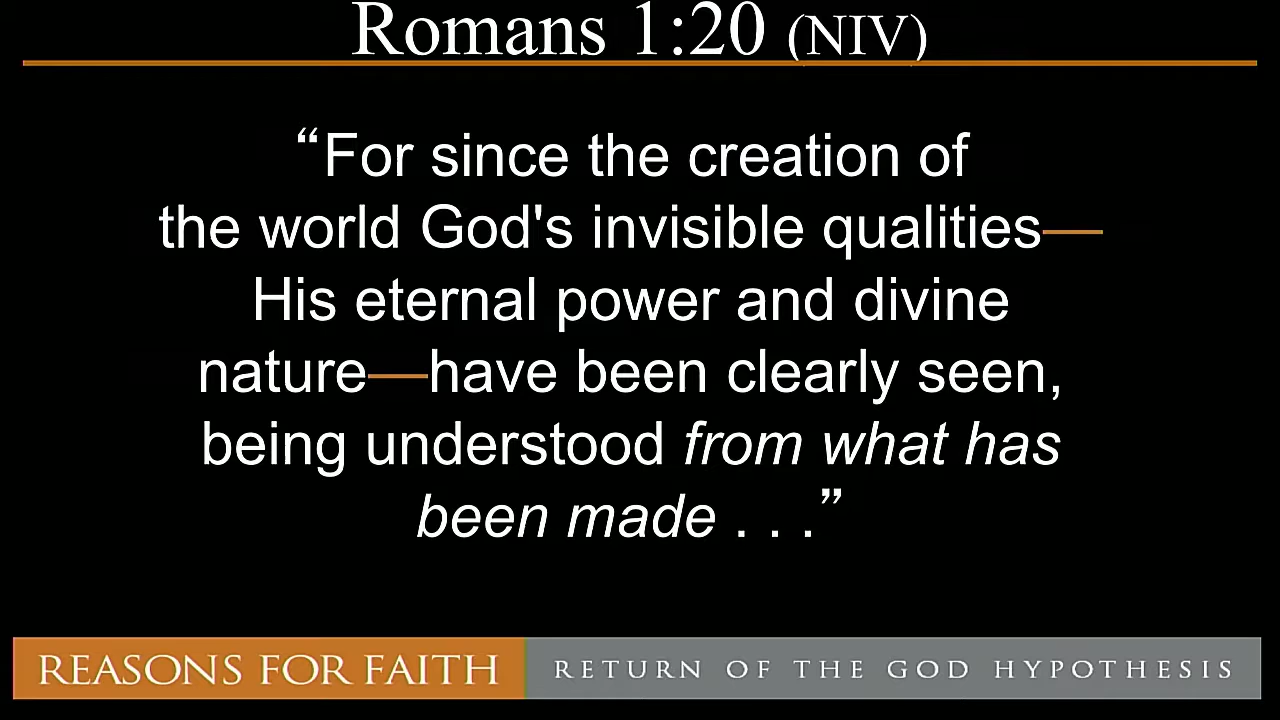 Romans 1:20 (NIV)
“For since the creation of
the world God's invisible qualities—
His eternal power and divine
nature—have been clearly seen,
being understood from what has
been made . . .”
REASONS FOR FAITH RETURN OF THE GOD HYPOTHESIS